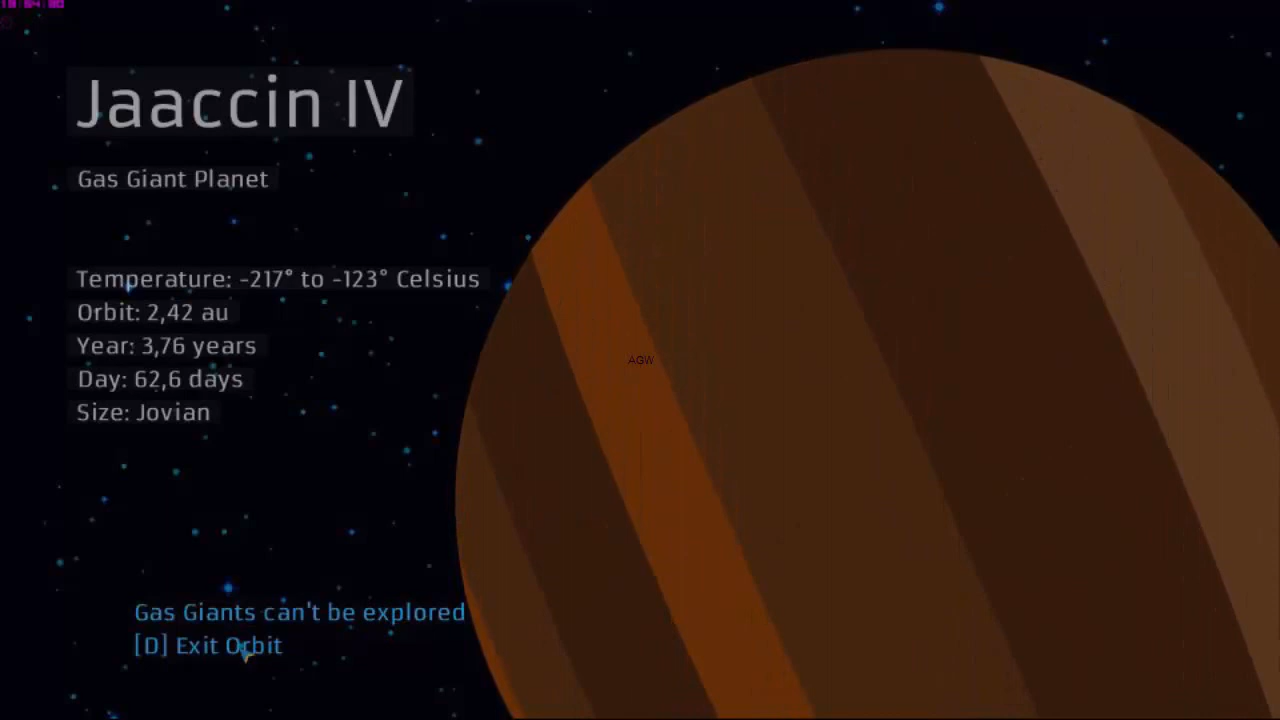 Jaaccin IV
Gas Giant Planet
Temperature: -217° to -123° Celsius
Orbit: 2,42 au
Year: 3,76 years
Day: 62,6 days
Size: Jovian
AGW
Gas Giants can't be explored
[D] Exit Orbit